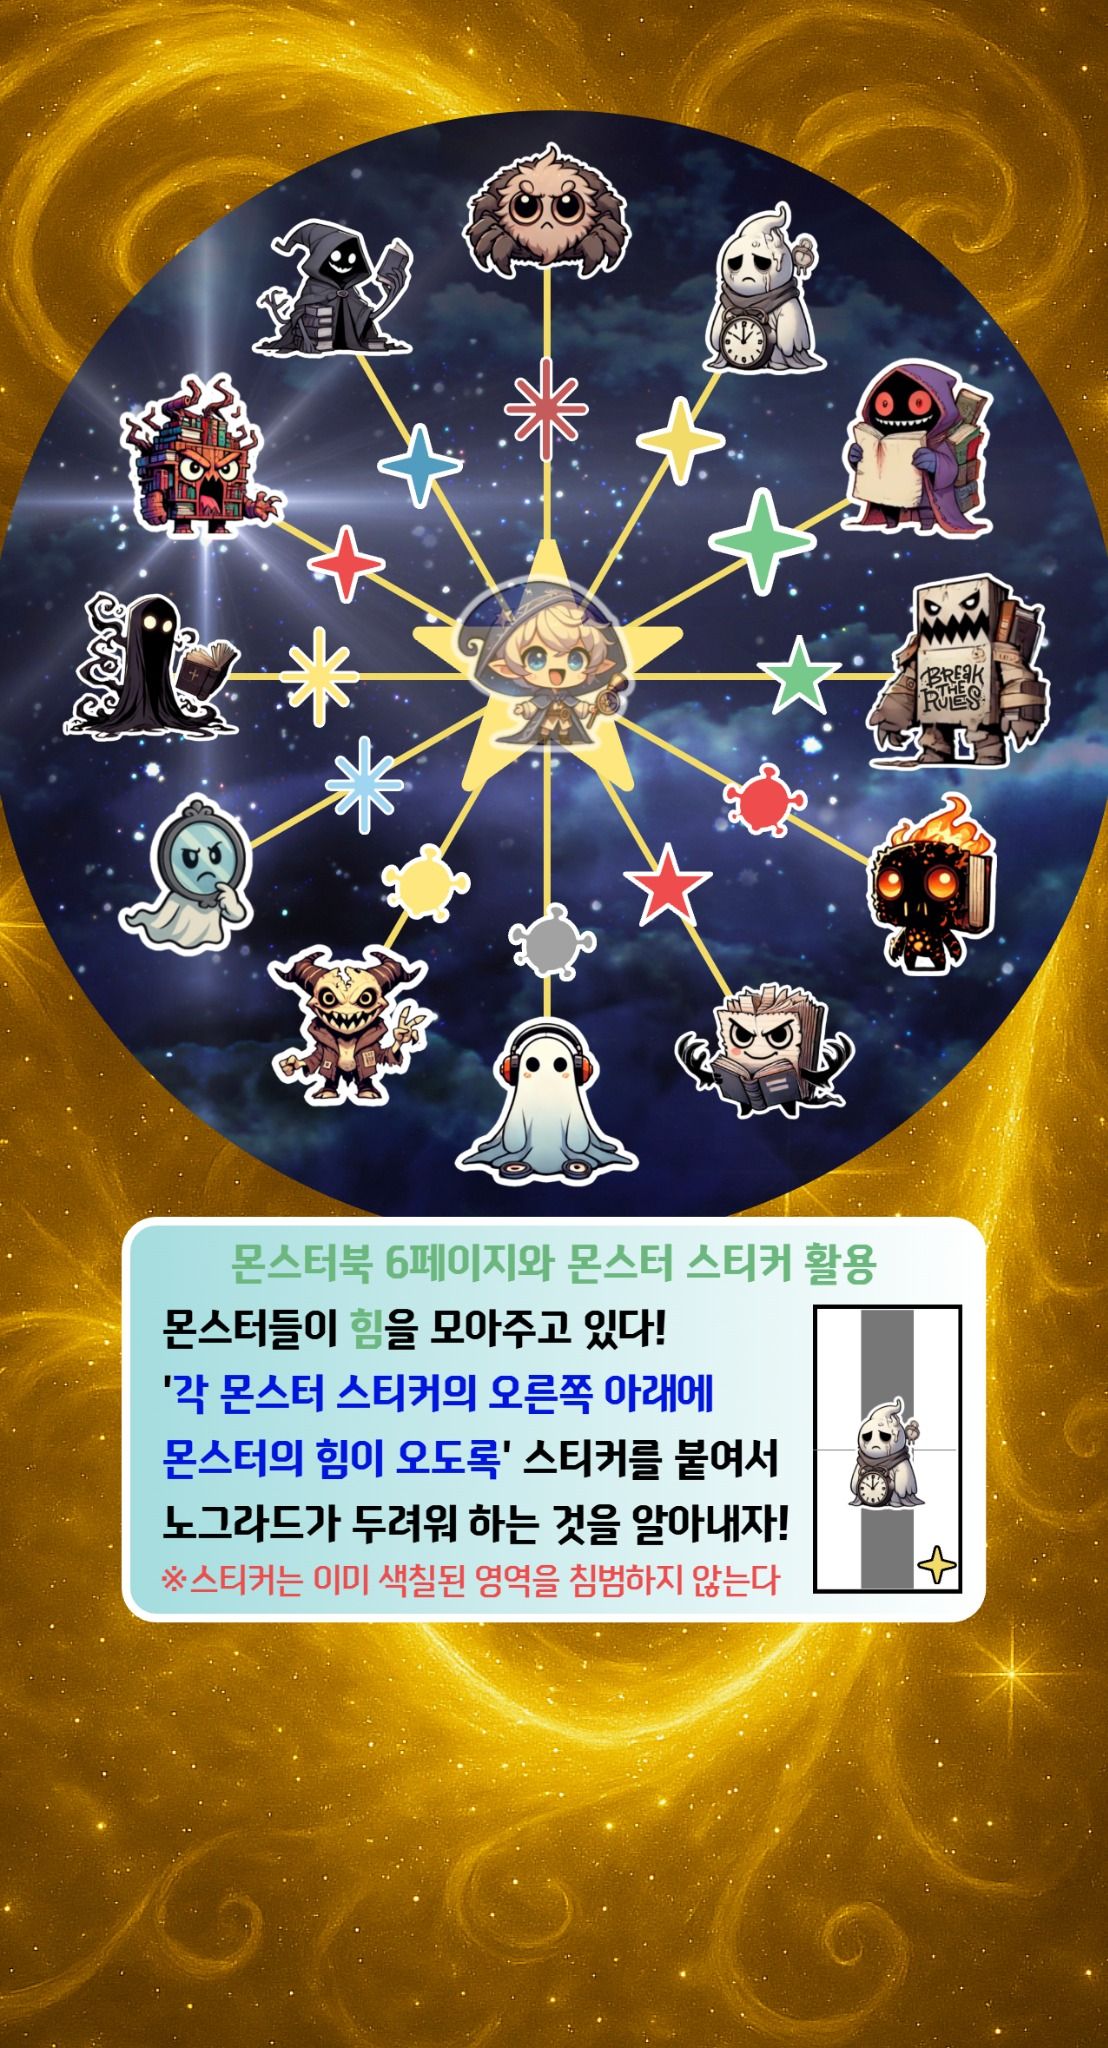 BREAK
THE
RULES
몬스터북 6페이지와 몬스터 스티커 활용
몬스터들이 힘을 모아주고 있다!
'각 몬스터 스티커의 오른쪽 아래에
몬스터의 힘이 오도록' 스티커를 붙여서
노그라드가 두려워 하는 것을 알아내자!
※스티커는 이미 색칠된 영역을 침범하지 않는다